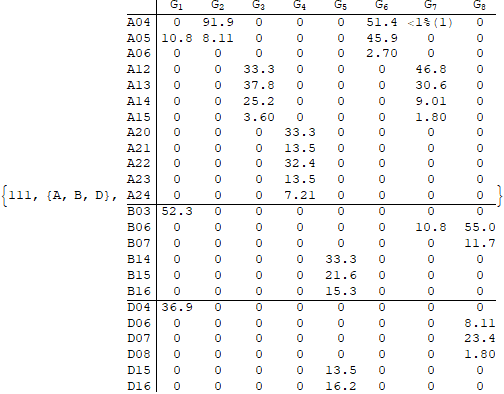 G1 G2 G3 G4 G5 G6 G7 G8
A04 0 91.9 0 0 0 51.4 <1%(1) 0
A05 10.8 8.11 0 0 0 45.9 0 0
A06 0 0 0 0 0 2.70 0 0
A12 0 0 33.3 0 0 0 46.8 0
A13 0 0 37.8 0 0 0 30.6 0
A14 0 0 25.2 0 0 0 9.01 0
A15 0 0 3.60 0 0 0 1.80 0
A20 0 0 0 33.3 0 0 0 0
A21 0 0 0 13.5 0 0 0 0
A22 0 0 0 32.4 0 0 0 0
A23 0 0 0 13.5 0 0 0 0
{111, {A, B, D}, A24 0 0 0 7.21 0 0 0 0 }
B03 52.3 0 0 0 0 0 0 0
B06 0 0 0 0 0 0 10.8 55.0
B07 0 0 0 0 0 0 0 11.7
B14 0 0 0 0 33.3 0 0 0
B15 0 0 0 0 21.6 0 0 0
B16 0 0 0 0 15.3 0 0 0
D04 36.9 0 0 0 0 0 0 0
D06 0 0 0 0 0 0 0 8.11
D07 0 0 0 0 0 0 0 23.4
D08 0 0 0 0 0 0 0 1.80
D15 0 0 0 0 13.5 0 0 0
D16 0 0 0 0 16.2 0 0 0